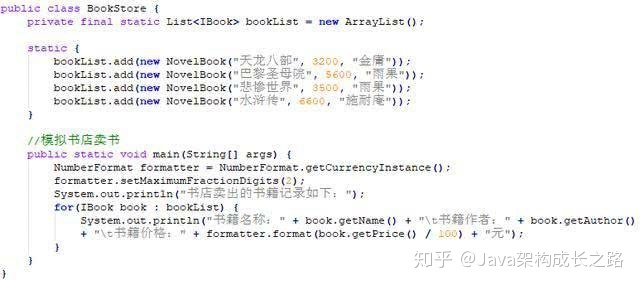 public class BookStore {
    private final static List<IBook> bookList = new ArrayList();
    static {
        bookList.add(new NovelBook("天龙八部", 3200, "金庸"));
        bookList.add(new NovelBook("巴黎圣母院", 5600, "雨果"));
        bookList.add(new NovelBook("悲惨世界", 3500, "雨果"));
        bookList.add(new NovelBook("水浒传", 6600, "施耐庵"));
    }
    //模拟书店卖书
    public static void main(String[] args) {
        NumberFormat formatter = NumberFormat.getCurrencyInstance();
        formatter.setMaximumFractionDigits(2);
        System.out.println("书店卖出的书籍记录如下：");
        for(IBook book : bookList) {
            System.out.println("书籍名称：" + book.getName() + "\t书籍作者：" + book.getAuthor()
            + "\t书籍价格：" + formatter.format(book.getPrice() / 100) + "元");
        }
    }
}
知乎 @Java架构成长之路